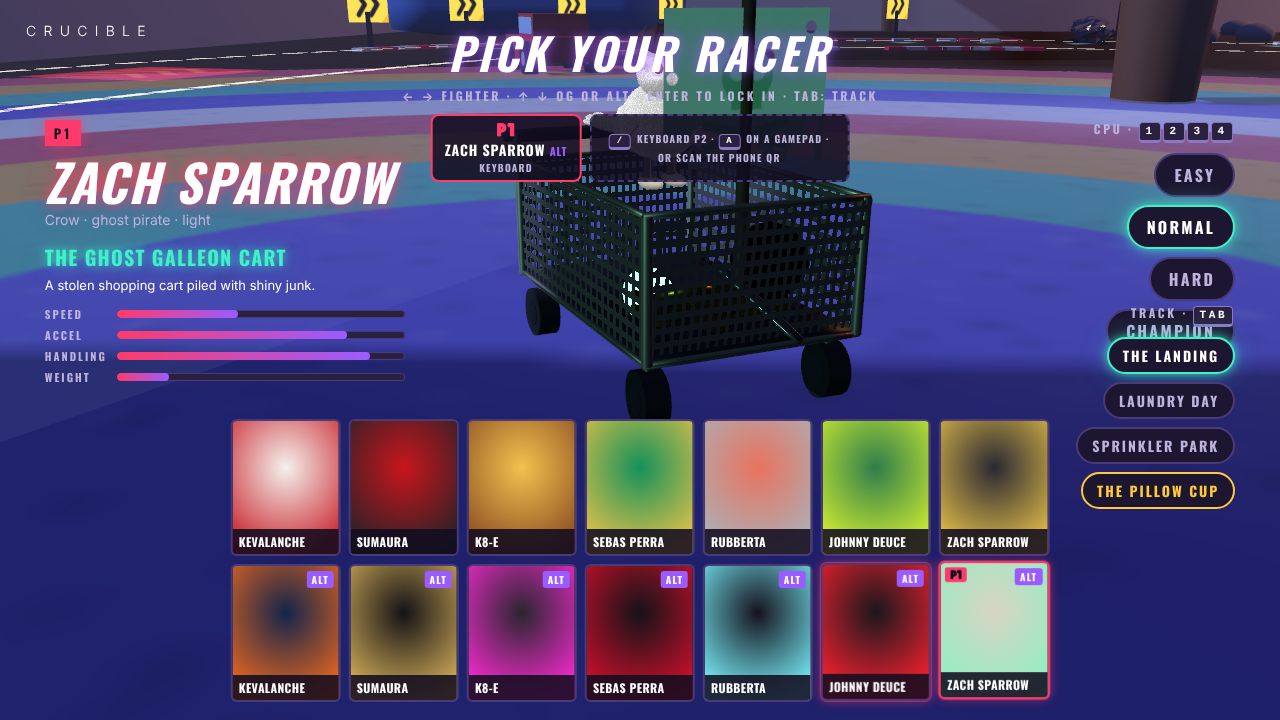 CRUCIBLE
PICK YOUR RACER
← → FIGHTER · ↑ ↓ OG OR ALT · ENTER TO LOCK IN · TAB: TRACK
P1
ZACH SPARROW ALT
KEYBOARD
/ KEYBOARD P2 · A ON A GAMEPAD ·
OR SCAN THE PHONE QR
P1
ZACH SPARROW
Crow · ghost pirate · light
THE GHOST GALLEON CART
A stolen shopping cart piled with shiny junk.
SPEED
ACCEL
HANDLING
WEIGHT
CPU · 1 2 3 4
EASY
NORMAL
HARD
CHAMPION
TRACK · TAB
THE LANDING
LAUNDRY DAY
SPRINKLER PARK
THE PILLOW CUP
KEVALANCHE
SUMAURA
K8-E
SEBAS PERRA
RUBBERTA
JOHNNY DEUCE
ZACH SPARROW
ALT
KEVALANCHE
ALT
SUMAURA
ALT
K8-E
ALT
SEBAS PERRA
ALT
RUBBERTA
ALT
JOHNNY DEUCE
P1 ALT
ZACH SPARROW